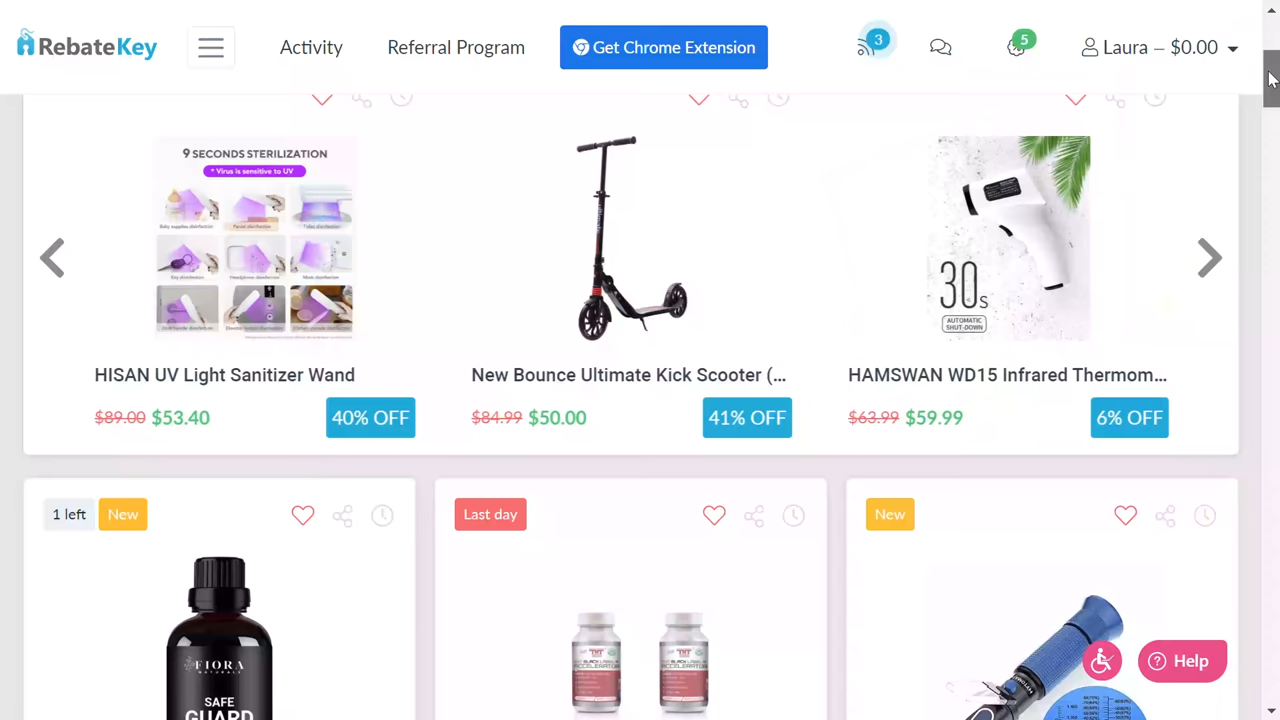 RebateKey
Activity
Referral Program
Get Chrome Extension
3
5
Laura – $0.00
9 SECONDS STERILIZATION
* Virus is sensitive to UV
30s
AUTOMATIC
SHUT-DOWN
HISAN UV Light Sanitizer Wand
$89.00 $53.40
40% OFF
New Bounce Ultimate Kick Scooter (...
$84.99 $50.00
41% OFF
HAMSWAN WD15 Infrared Thermom...
$63.99 $59.99
6% OFF
1 left
New
Last day
New
FIORA
NATURALS
SAFE
GUARD
Help